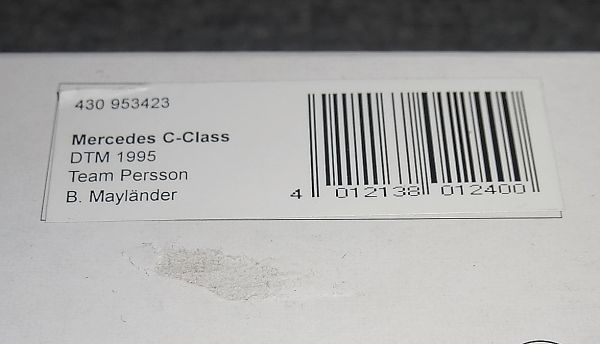 430 953423
Mercedes C-Class
DTM 1995
Team Persson
B. Mayländer
4 012138 012400